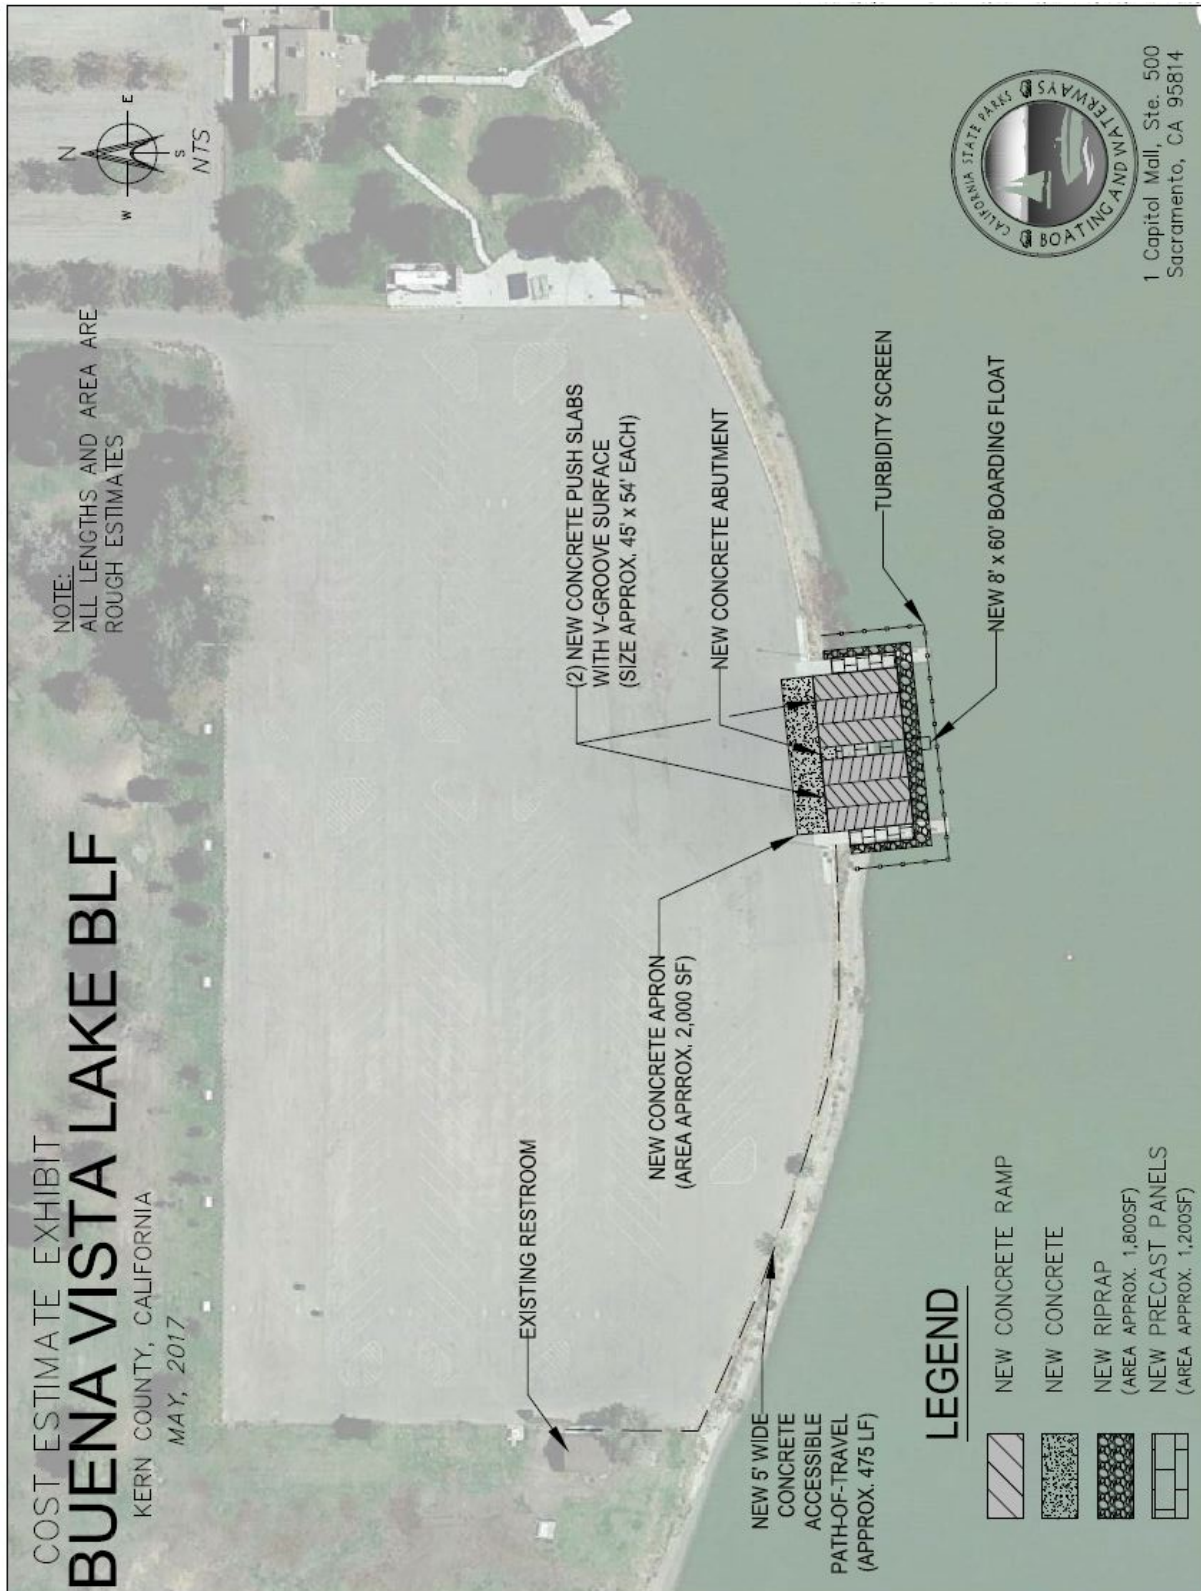 COST ESTIMATE EXHIBIT
BUENA VISTA LAKE BLF
KERN COUNTY, CALIFORNIA
MAY, 2017
NOTE:
ALL LENGTHS AND AREA ARE
ROUGH ESTIMATES
N
W
E
S
NTS
EXISTING RESTROOM
(2) NEW CONCRETE PUSH SLABS
WITH V-GROOVE SURFACE
(SIZE APPROX. 45' x 54' EACH)
NEW CONCRETE APRON
(AREA APRROX. 2,000 SF)
NEW CONCRETE ABUTMENT
NEW 5' WIDE
CONCRETE
ACCESSIBLE
PATH-OF-TRAVEL
(APPROX. 475 LF)
TURBIDITY SCREEN
NEW 8' x 60' BOARDING FLOAT
LEGEND
NEW CONCRETE RAMP
NEW CONCRETE
NEW RIPRAP
(AREA APPROX. 1,800SF)
NEW PRECAST PANELS
(AREA APPROX. 1,200SF)
CALIFORNIA STATE PARKS
BOATING AND WATERWAYS
1 Capitol Mall, Ste. 500
Sacramento, CA 95814